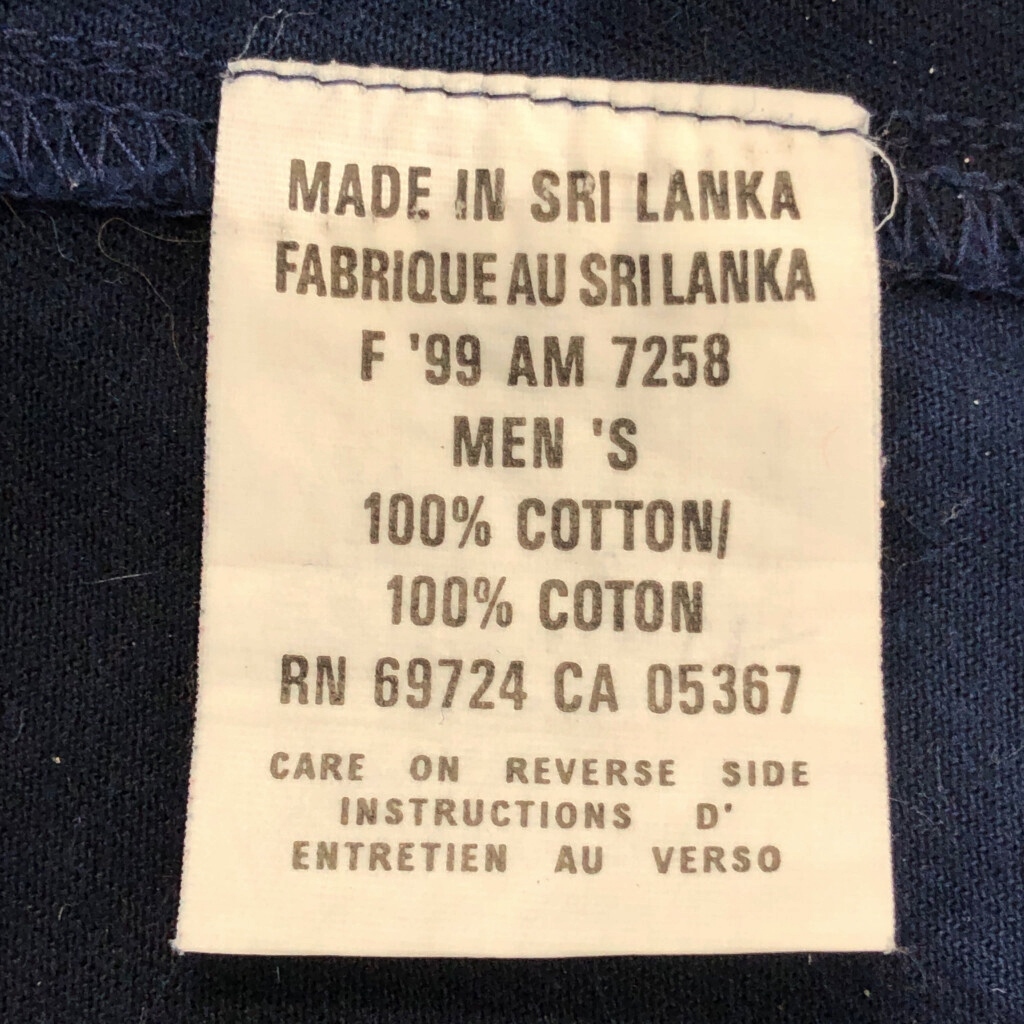 MADE IN SRI LANKA
FABRIQUE AU SRI LANKA
F '99 AM 7258
MEN 'S
100% COTTON/
100% COTON
RN 69724 CA 05367
CARE ON REVERSE SIDE
INSTRUCTIONS D'
ENTRETIEN AU VERSO